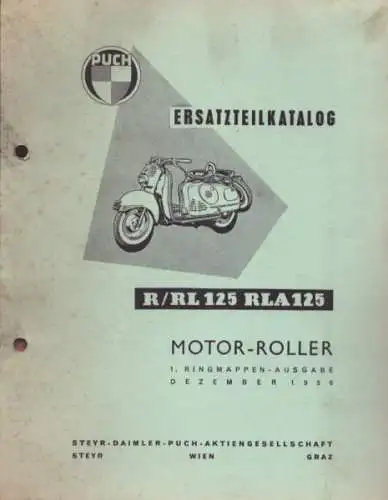 PUCH
ERSATZTEILKATALOG
R/RL 125 RLA 125
MOTOR-ROLLER
1. RINGMAPPEN-AUSGABE
DEZEMBER 1956
STEYR-DAIMLER-PUCH-AKTIENGESELLSCHAFT
STEYR WIEN GRAZ